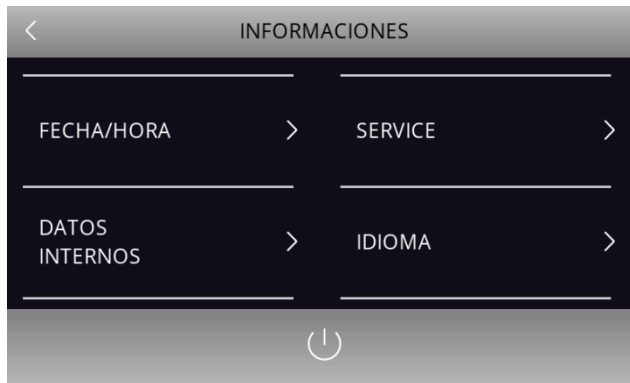 INFORMACIONES
FECHA/HORA
SERVICE
DATOS
INTERNOS
IDIOMA